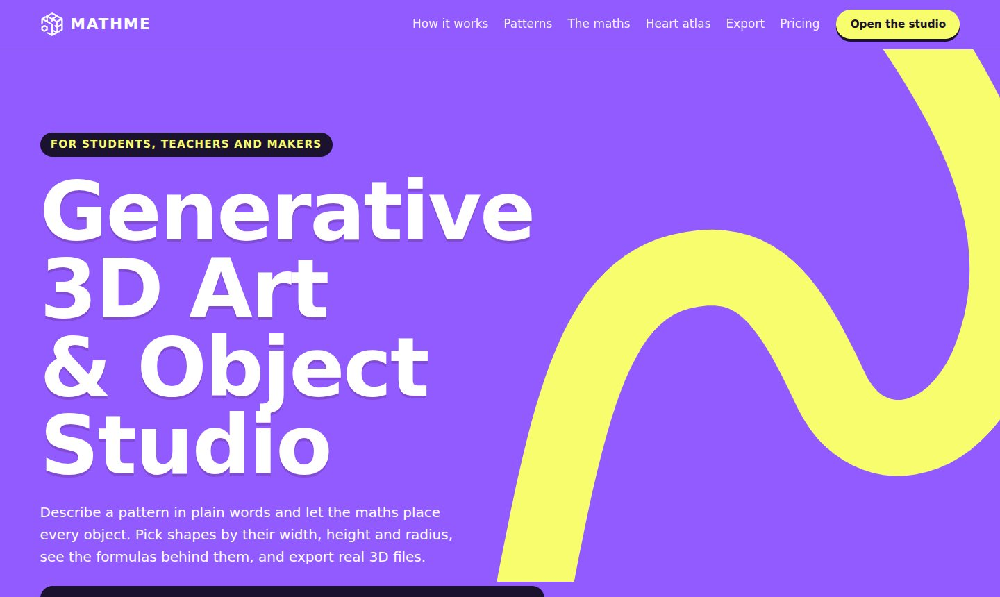 MATHME
How it works
Patterns
The maths
Heart atlas
Export
Pricing
Open the studio
FOR STUDENTS, TEACHERS AND MAKERS
Generative
3D Art
& Object
Studio
Describe a pattern in plain words and let the maths place
every object. Pick shapes by their width, height and radius,
see the formulas behind them, and export real 3D files.